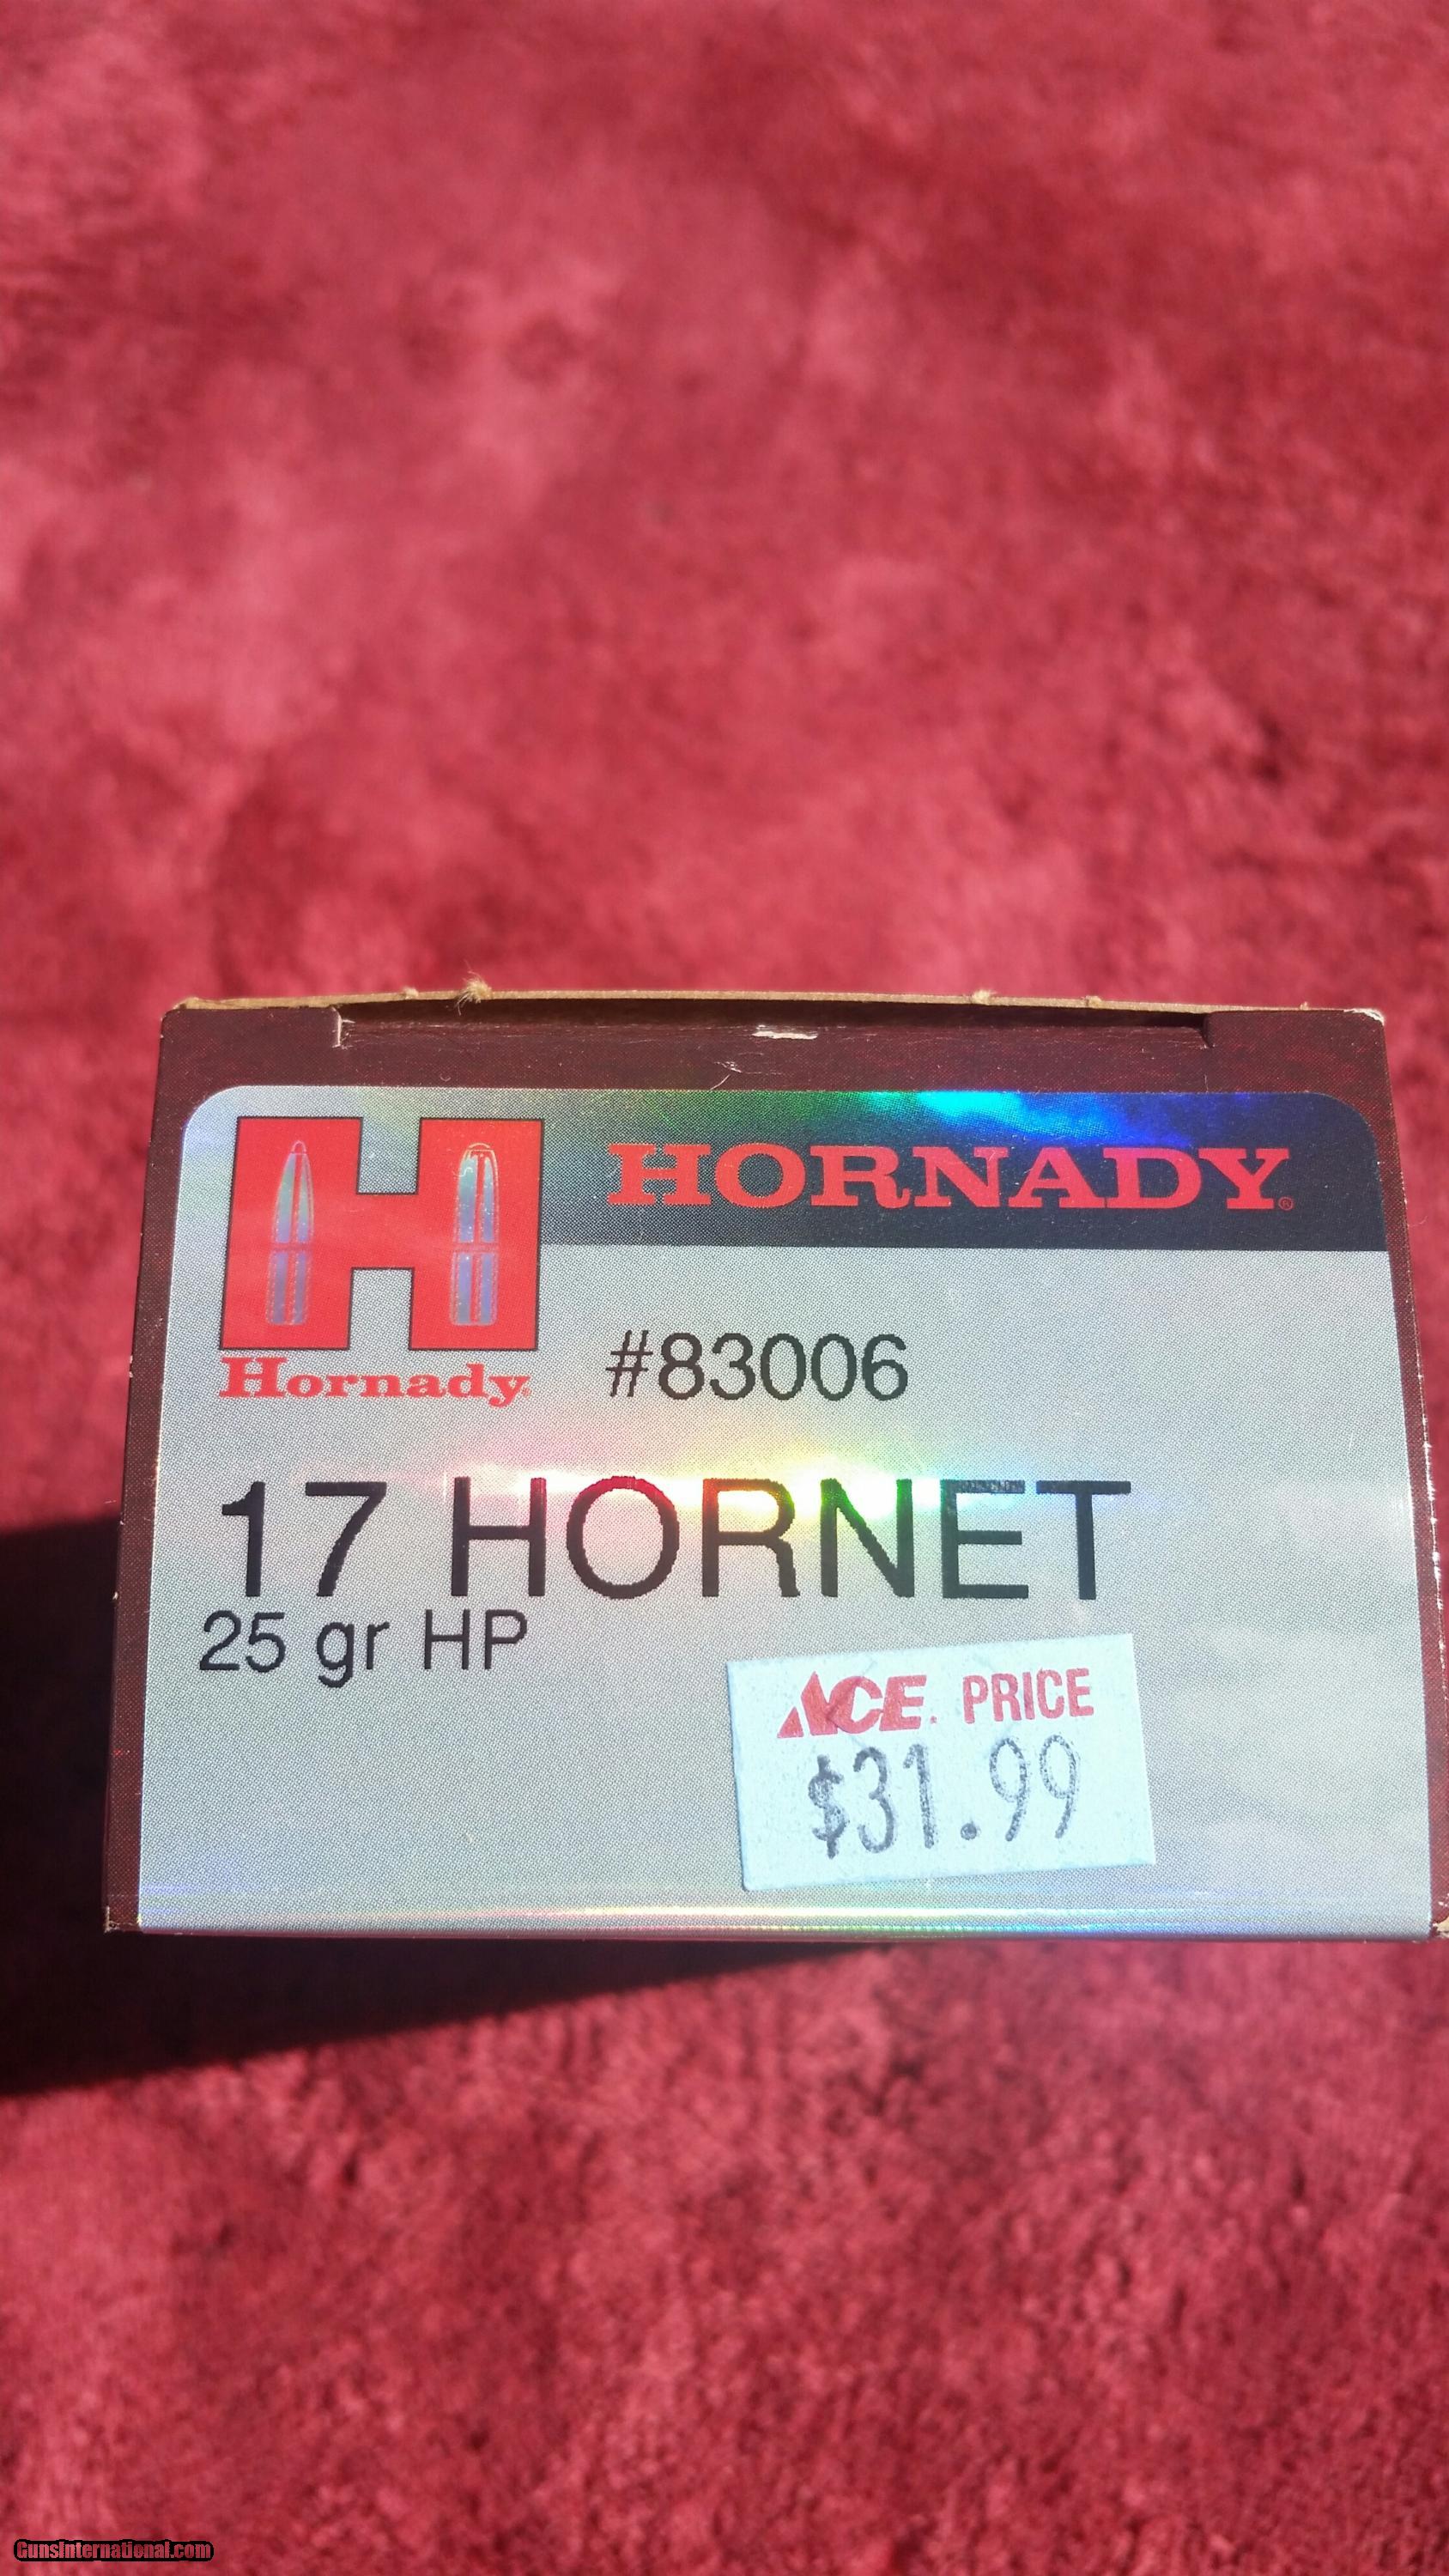 HORNADY®
Hornady
#83006
17 HORNET
25 gr HP
ACE. PRICE
$31.99
GunsInternational.com